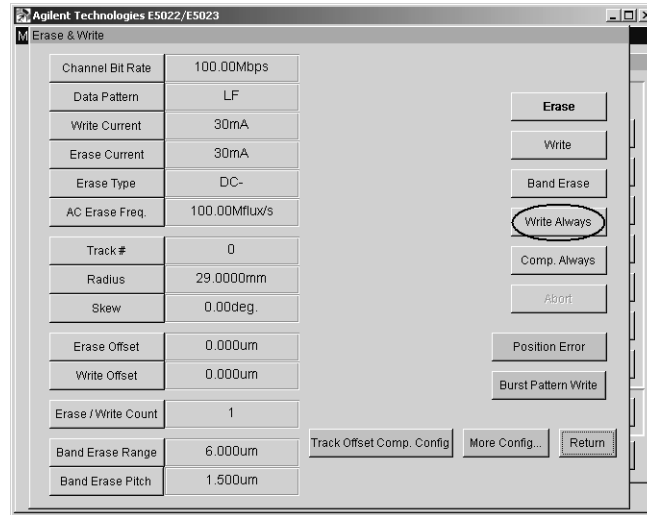 Agilent Technologies E5022/E5023
M Erase & Write
Channel Bit Rate 100.00Mbps
Data Pattern LF
Write Current 30mA
Erase Current 30mA
Erase Type DC-
AC Erase Freq. 100.00Mflux/s
Track # 0
Radius 29.0000mm
Skew 0.00deg.
Erase Offset 0.000um
Write Offset 0.000um
Erase / Write Count 1
Band Erase Range 6.000um
Band Erase Pitch 1.500um
Erase
Write
Band Erase
Write Always
Comp. Always
Abort
Position Error
Burst Pattern Write
Track Offset Comp. Config More Config... Return